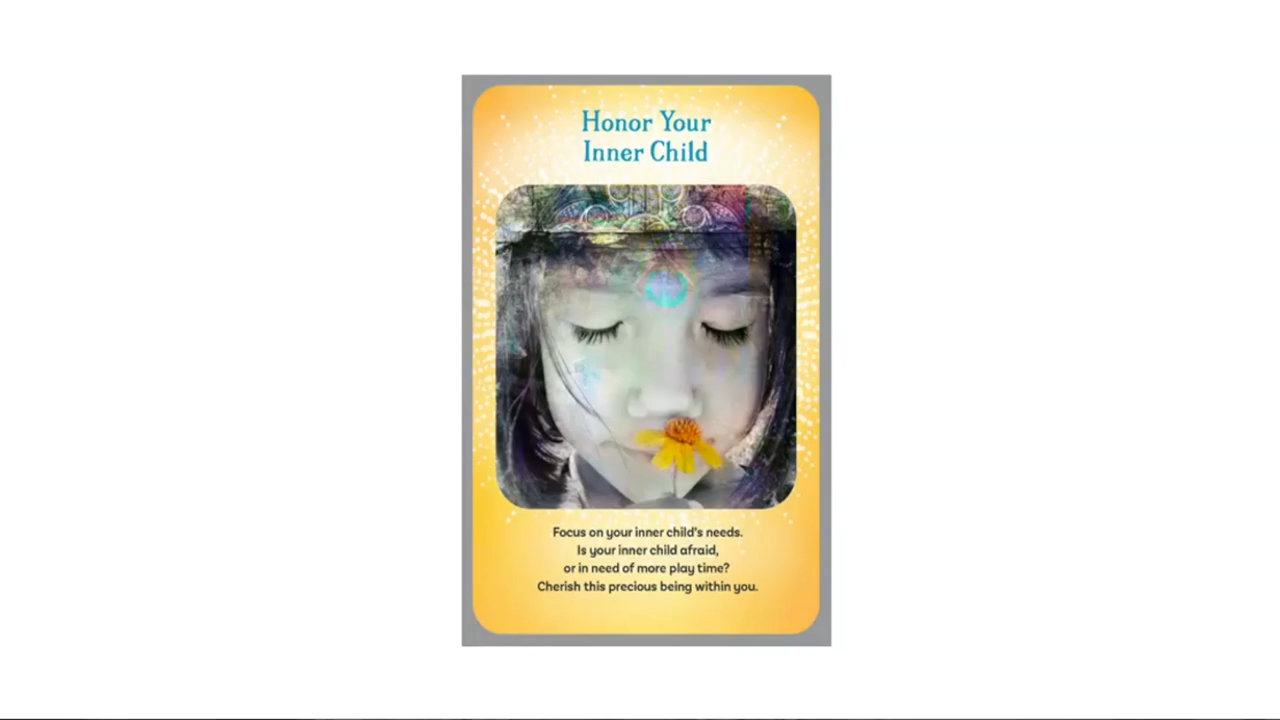 Honor Your
Inner Child
Focus on your inner child's needs.
Is your inner child afraid,
or in need of more play time?
Cherish this precious being within you.